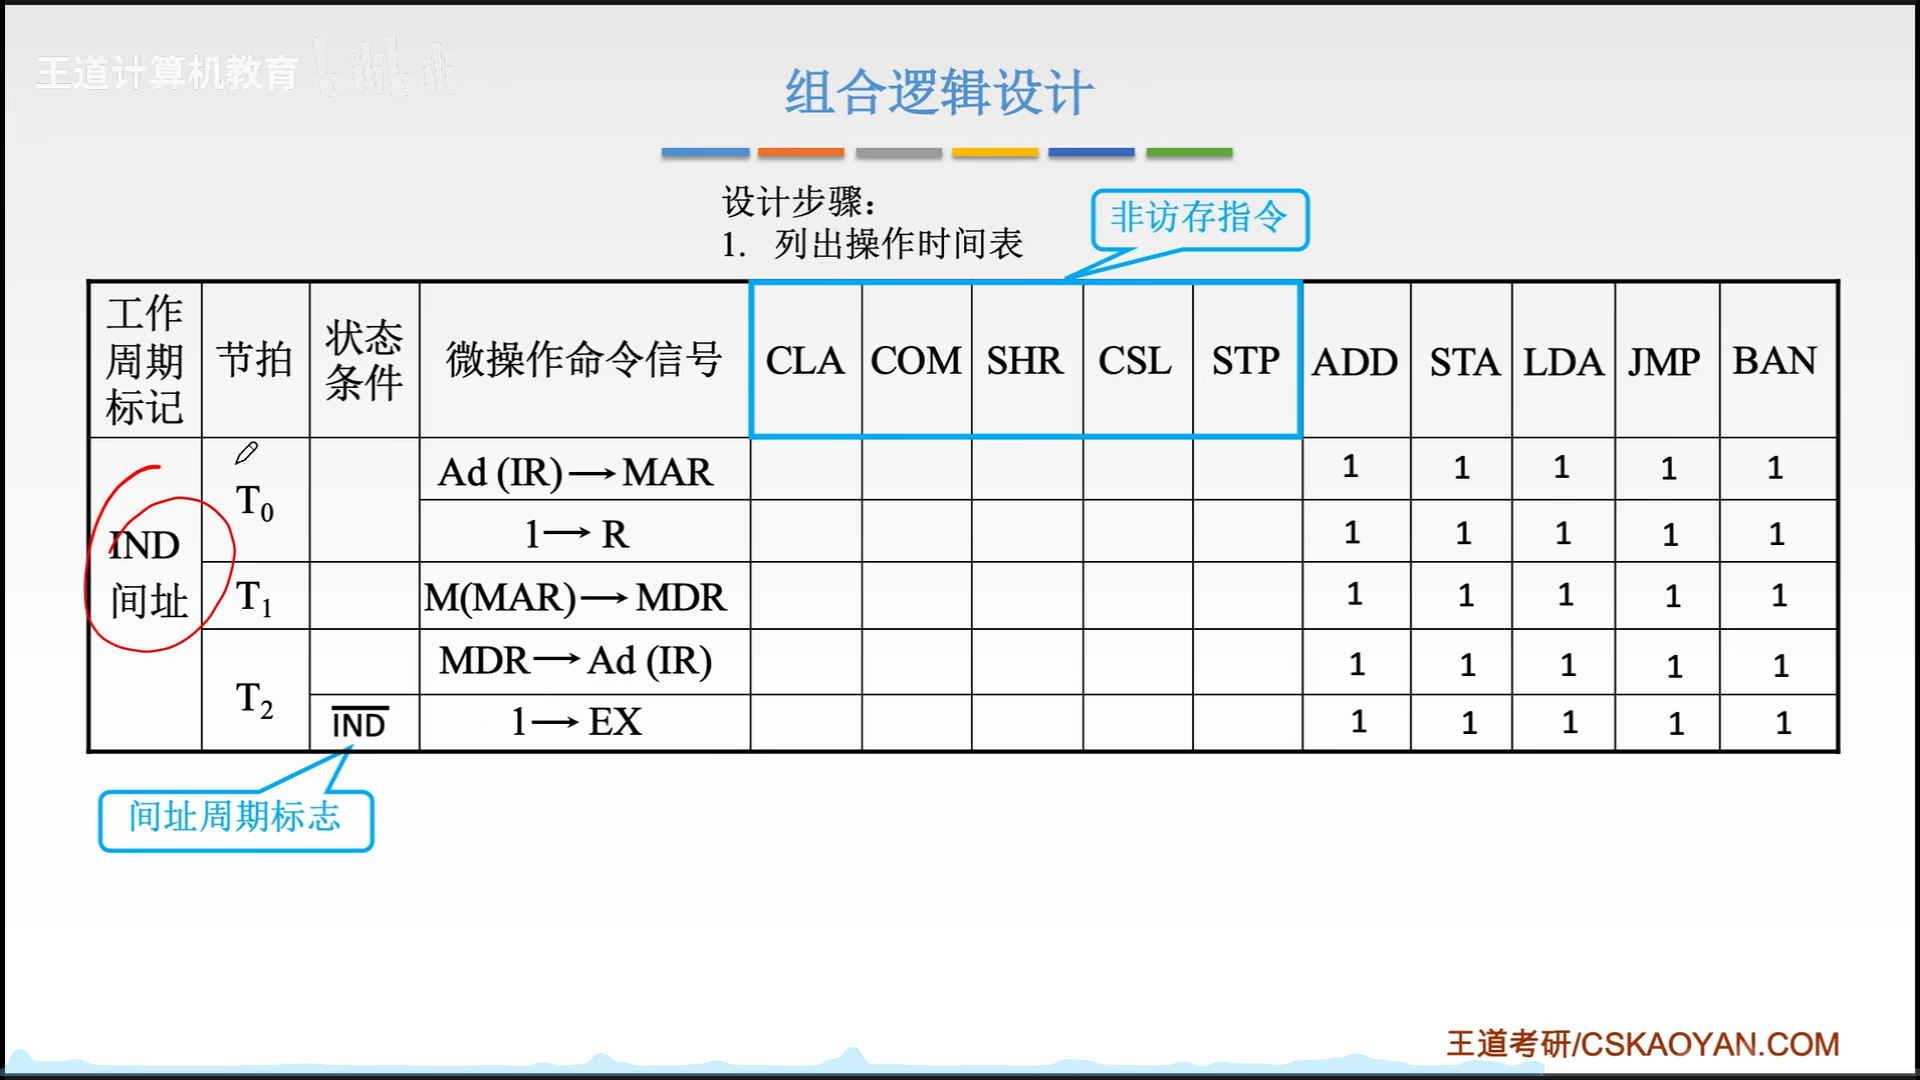 王道计算机教育 bilibili
组合逻辑设计
设计步骤：
1. 列出操作时间表
非访存指令
工作周期标记 节拍 状态条件 微操作命令信号 CLA COM SHR CSL STP ADD STA LDA JMP BAN
IND 间址 T0 Ad (IR)→MAR 1 1 1 1 1
1→R 1 1 1 1 1
T1 M(MAR)→MDR 1 1 1 1 1
T2 MDR→Ad (IR) 1 1 1 1 1
I̅N̅D̅ 1→EX 1 1 1 1 1
间址周期标志
王道考研/CSKAOYAN.COM